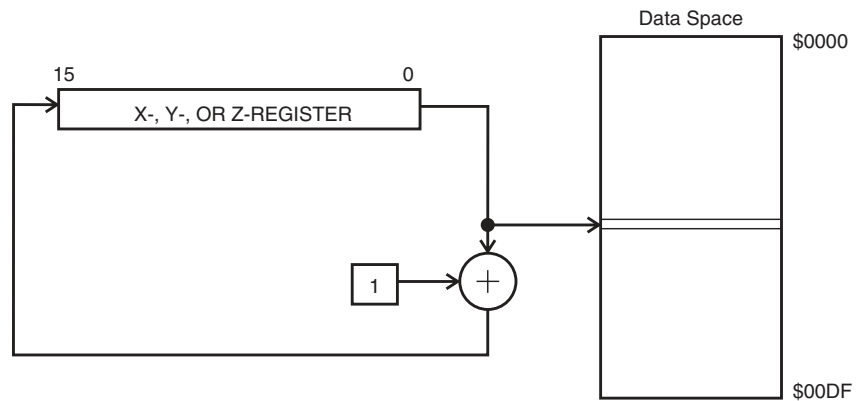 Data Space
$0000
15 0
X-, Y-, OR Z-REGISTER
1
+
$00DF